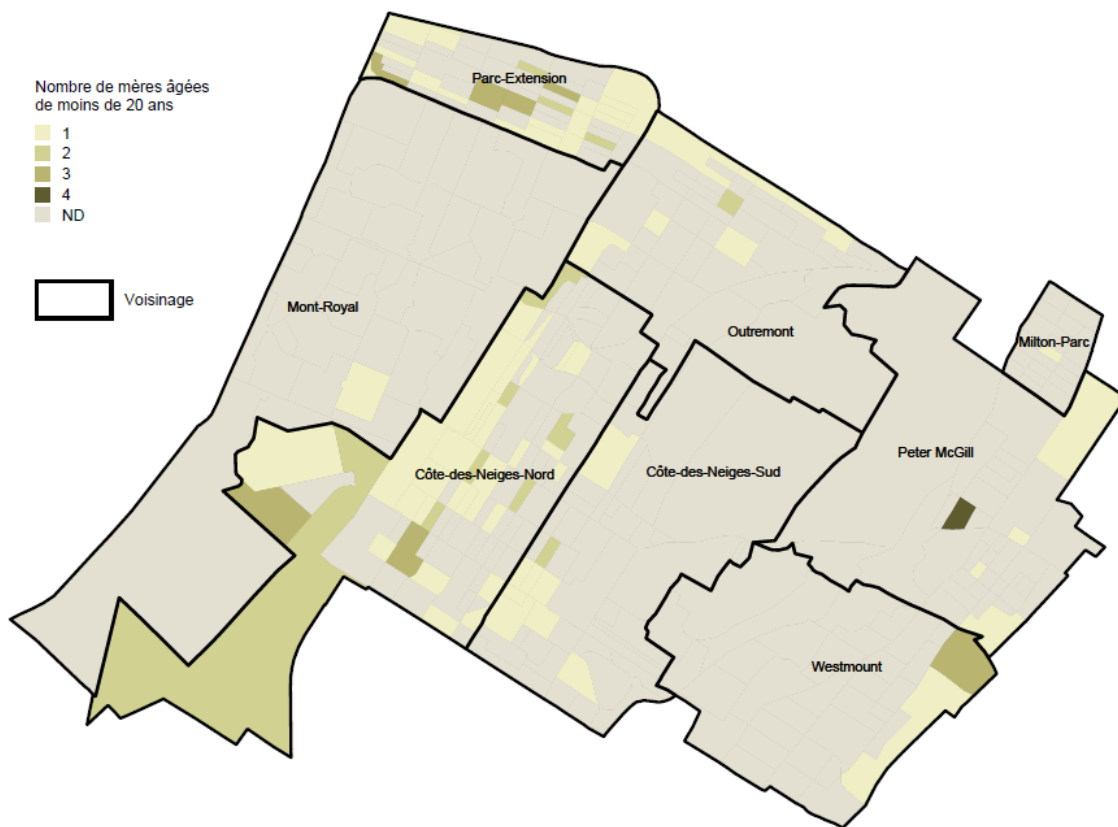 Nombre de mères âgées
de moins de 20 ans
1
2
3
4
ND
Voisinage
Parc-Extension
Mont-Royal
Outremont
Milton-Parc
Côte-des-Neiges-Nord
Côte-des-Neiges-Sud
Peter McGill
Westmount